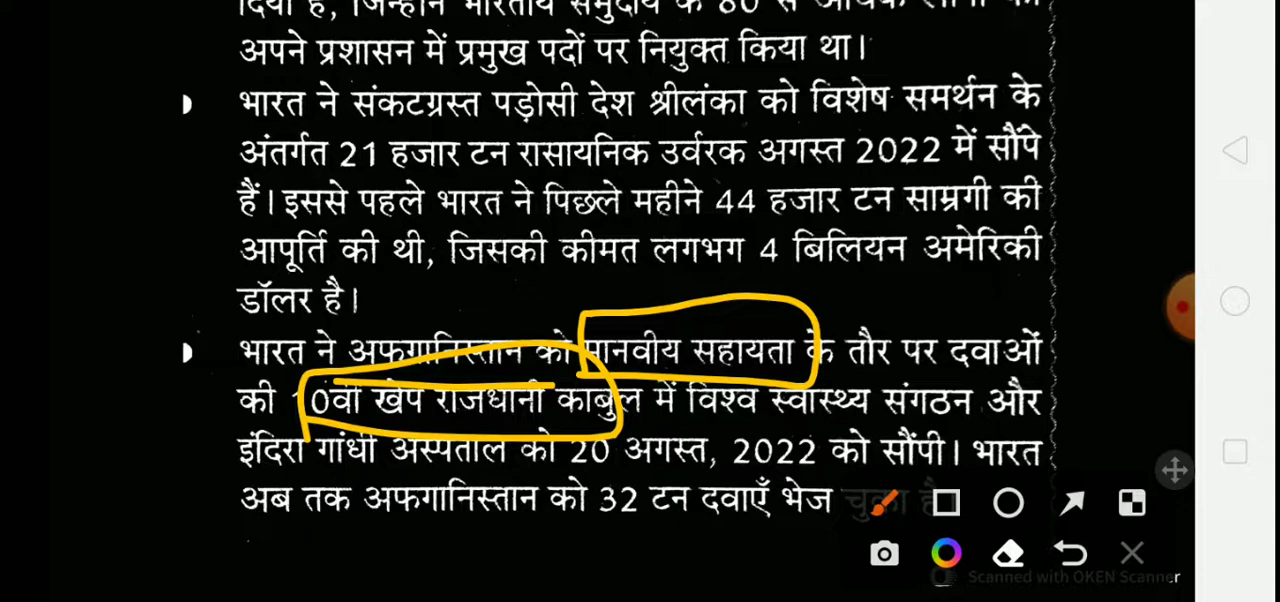 अपने प्रशासन में प्रमुख पदों पर नियुक्त किया था।
भारत ने संकटग्रस्त पड़ोसी देश श्रीलंका को विशेष समर्थन के
अंतर्गत 21 हजार टन रासायनिक उर्वरक अगस्त 2022 में सौंपे
हैं। इससे पहले भारत ने पिछले महीने 44 हजार टन साम्रगी की
आपूर्ति की थी, जिसकी कीमत लगभग 4 बिलियन अमेरिकी
डॉलर है।
भारत ने अफगानिस्तान को मानवीय सहायता के तौर पर दवाओं
की 10वीं खेप राजधानी काबुल में विश्व स्वास्थ्य संगठन और
इंदिरा गांधी अस्पताल को 20 अगस्त, 2022 को सौंपी। भारत
अब तक अफगानिस्तान को 32 टन दवाएँ भेज चुका है
Scanned with OKEN Scanner